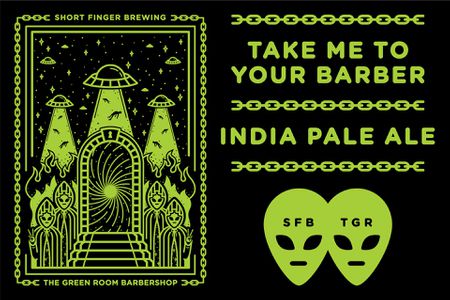 SHORT FINGER BREWING
THE GREEN ROOM BARBERSHOP
TAKE ME TO
YOUR BARBER
INDIA PALE ALE
SFB TGR